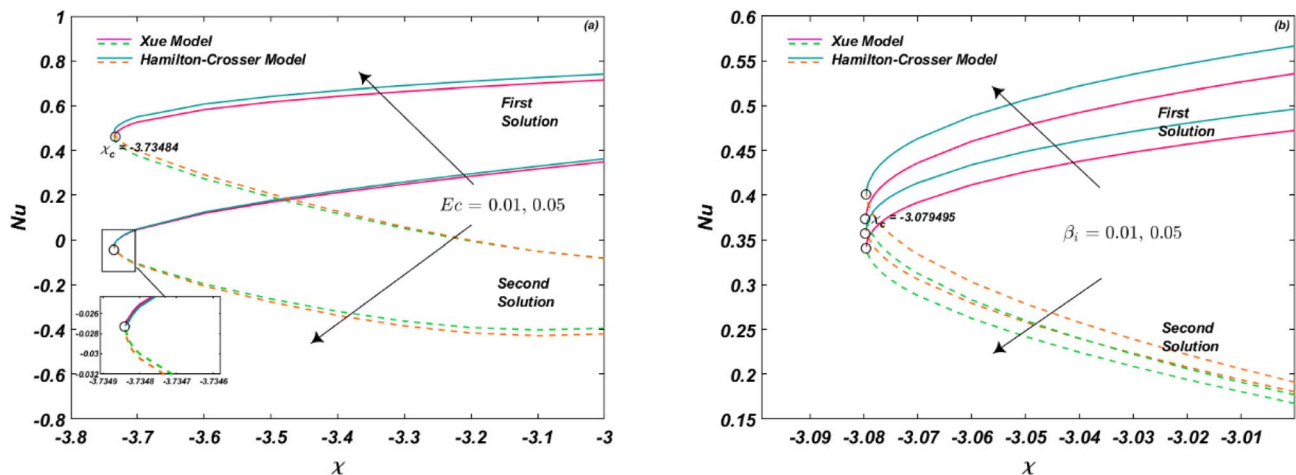 (a)
Xue Model
Hamilton-Crosser Model
First
Solution
χc = -3.73484
Ec = 0.01, 0.05
Second
Solution
-0.026
-0.028
-0.03
-0.032
-3.7349 -3.7348 -3.7347 -3.7346
1
0.8
0.6
0.4
0.2
0
-0.2
-0.4
-0.6
-0.8
Nu
-3.8 -3.7 -3.6 -3.5 -3.4 -3.3 -3.2 -3.1 -3
χ
(b)
Xue Model
Hamilton-Crosser Model
First
Solution
χc = -3.079495
βi = 0.01, 0.05
Second
Solution
0.6
0.55
0.5
0.45
0.4
0.35
0.3
0.25
0.2
0.15
Nu
-3.09 -3.08 -3.07 -3.06 -3.05 -3.04 -3.03 -3.02 -3.01
χ